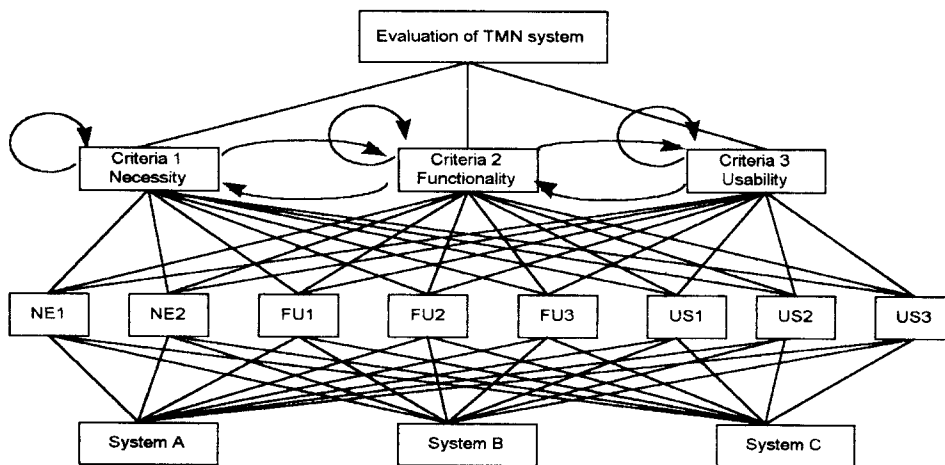 Evaluation of TMN system
Criteria 1
Necessity
Criteria 2
Functionality
Criteria 3
Usability
NE1
NE2
FU1
FU2
FU3
US1
US2
US3
System A
System B
System C